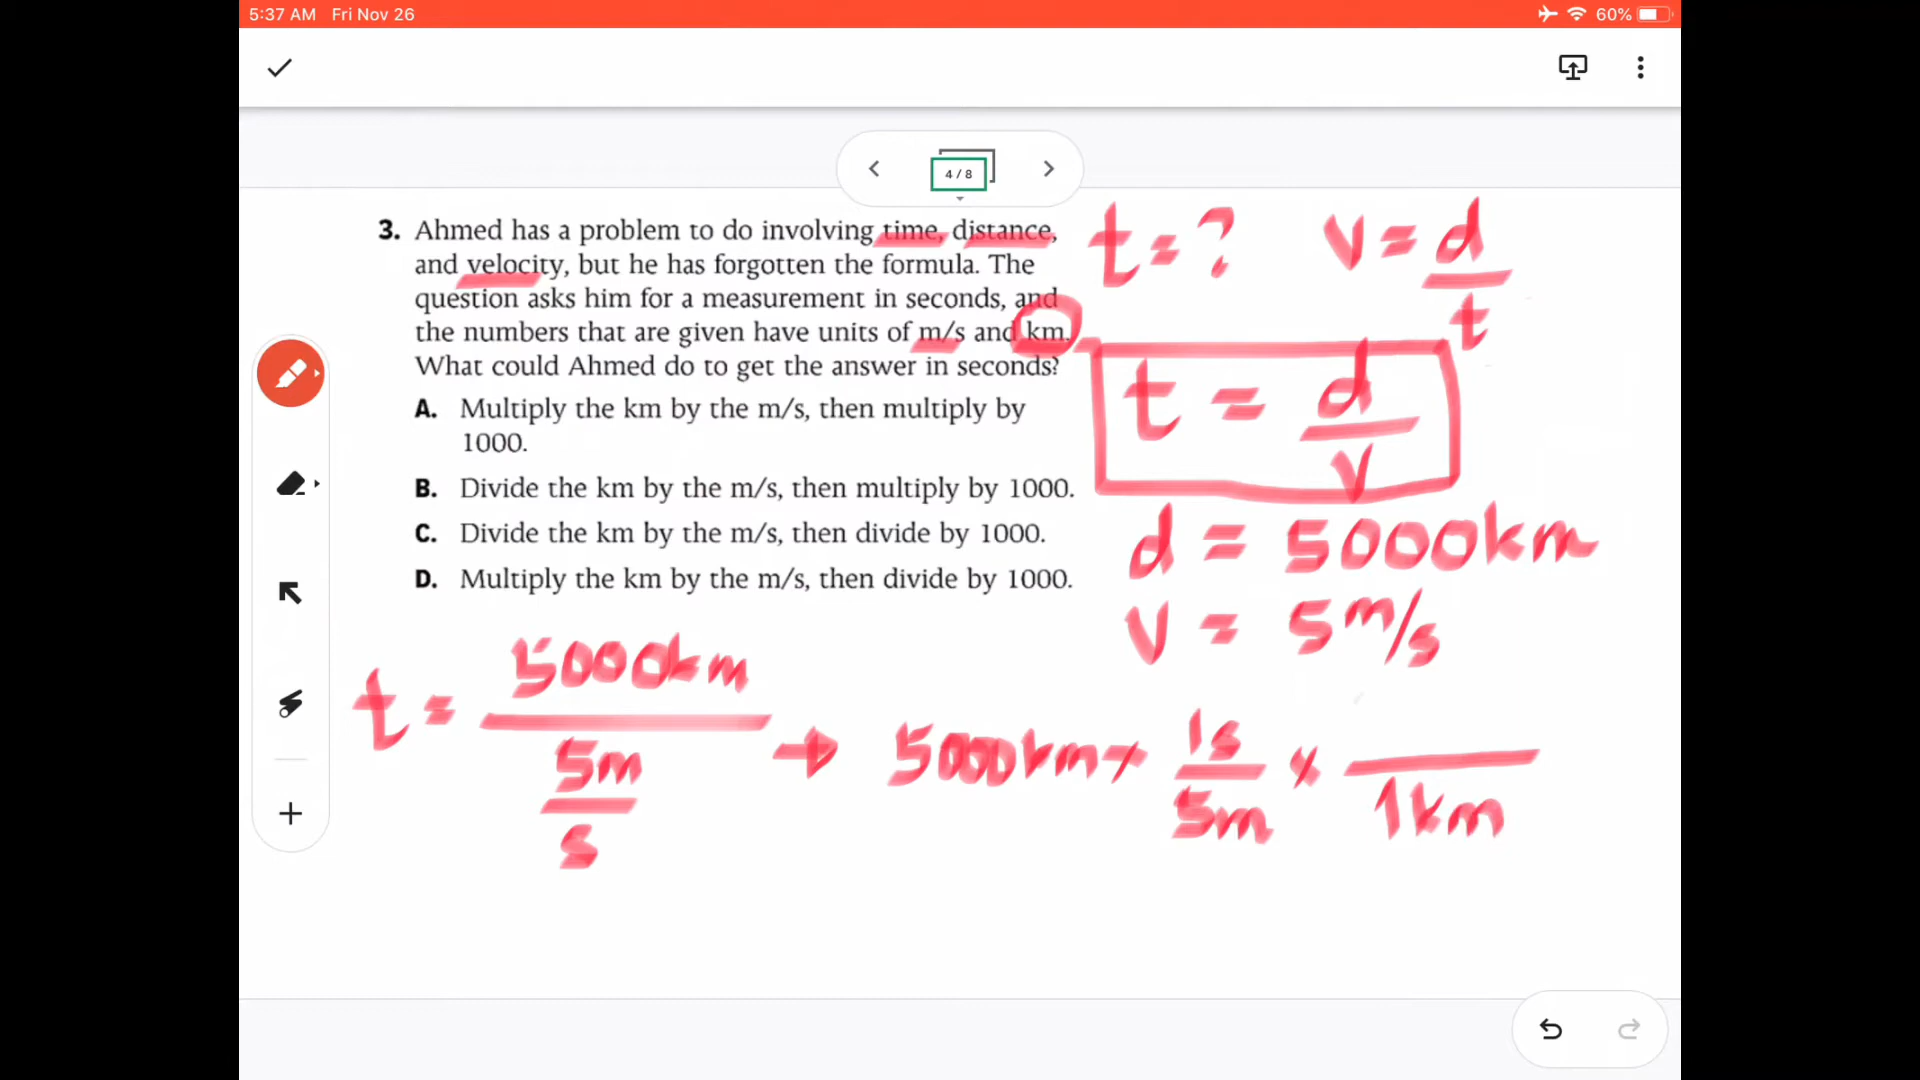 5:37 AM Fri Nov 26
60%
4 / 8
3. Ahmed has a problem to do involving time, distance,
and velocity, but he has forgotten the formula. The
question asks him for a measurement in seconds, and
the numbers that are given have units of m/s and km.
What could Ahmed do to get the answer in seconds?
A. Multiply the km by the m/s, then multiply by
1000.
B. Divide the km by the m/s, then multiply by 1000.
C. Divide the km by the m/s, then divide by 1000.
D. Multiply the km by the m/s, then divide by 1000.
t = ? v = d/t
t = d/v
d = 5000km
v = 5 m/s
t = 5000km / 5m/s → 5000km × 1s/5m × /1km